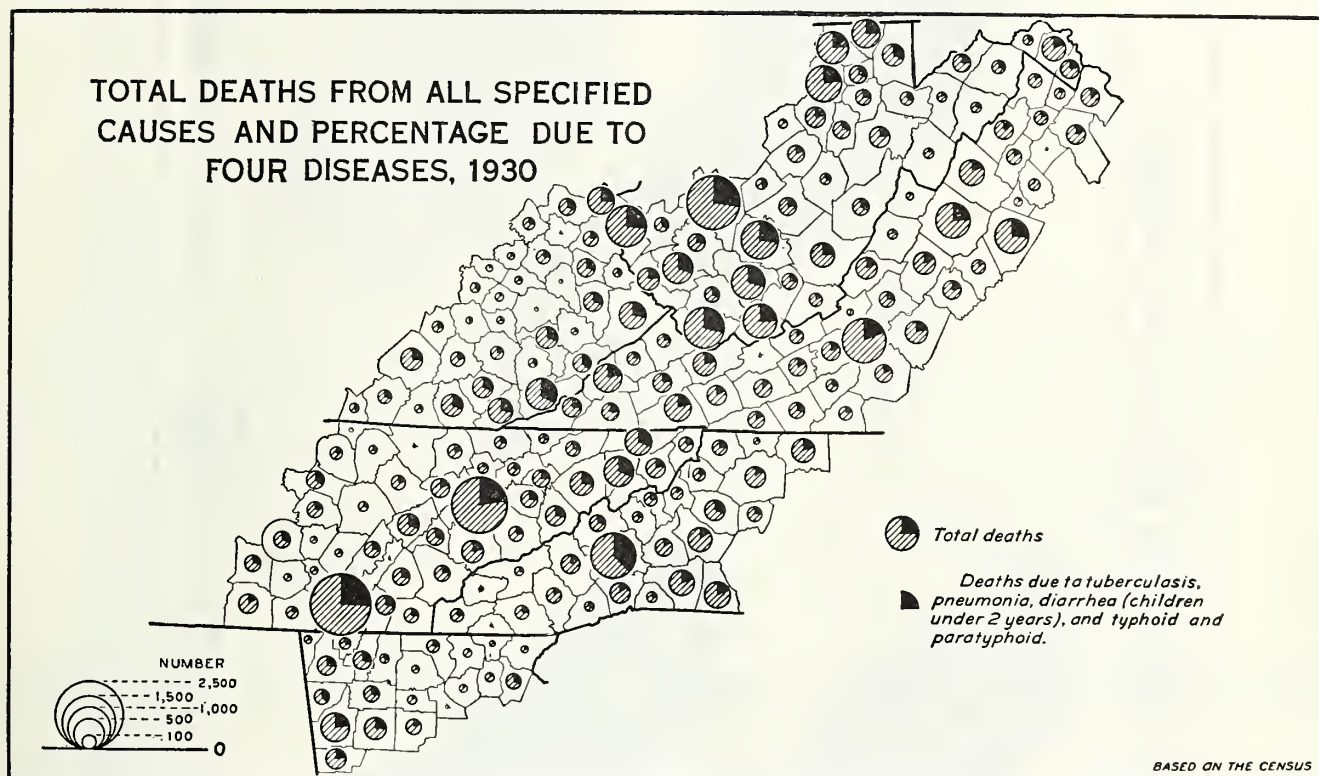 TOTAL DEATHS FROM ALL SPECIFIED
CAUSES AND PERCENTAGE DUE TO
FOUR DISEASES, 1930
Total deaths
Deaths due to tuberculasis,
pneumonia, diarrhea (children
under 2 years), and typhoid and
paratyphoid.
NUMBER
2,500
1,500
1,000
500
100
0
BASED ON THE CENSUS